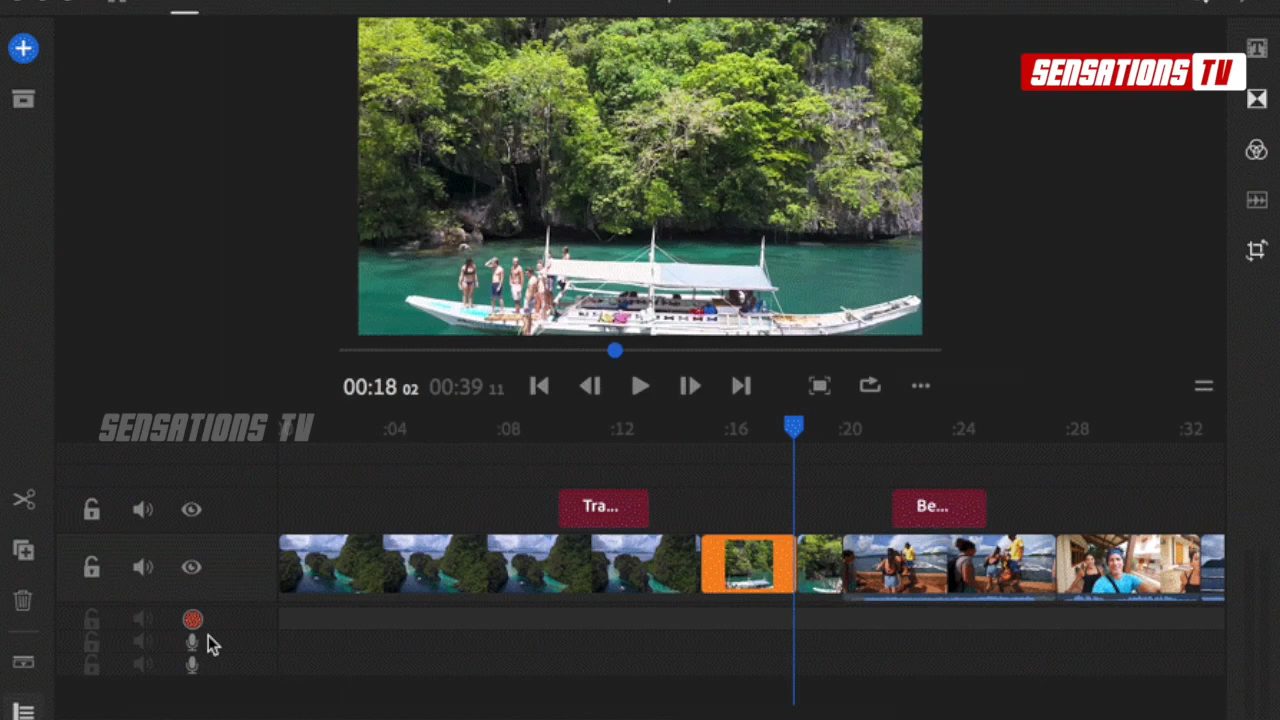 SENSATIONS TV
T
00:18 02 00:39 11
SENSATIONS TV
:04 :08 :12 :16 :20 :24 :28 :32
Tra... Be...